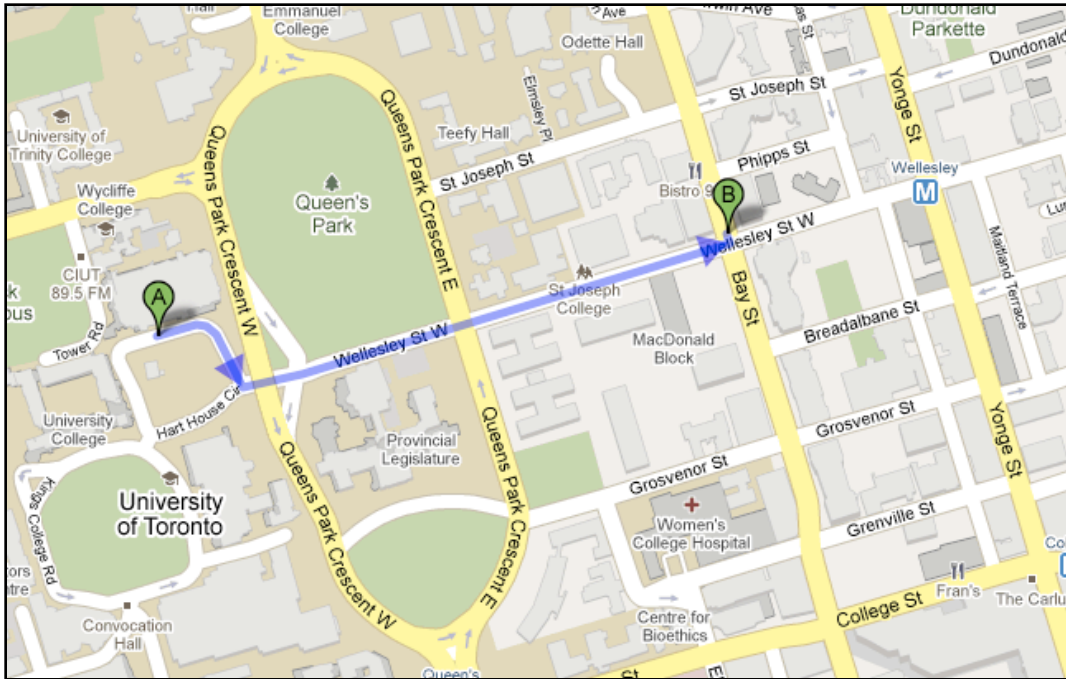 Emmanuel
College
Odette Hall
Dundonald
Parkette
Dundonald
St Joseph St
Yonge St
University of
Trinity College
Queens Park Crescent W
Queens Park Crescent E
Elmsley Pl
Teefy Hall
St Joseph St
Phipps St
Wellesley
M
Bistro 9
Wycliffe
College
Queen's
Park
B
Wellesley St W
CIUT
89.5 FM
A
St Joseph
College
Bay St
Maitland Terrace
Tower Rd
Wellesley St W
MacDonald
Block
Breadalbane St
University
College
Hart House Cir
Provincial
Legislature
Grosvenor St
Yonge St
Kings College Rd
University
of Toronto
Queens Park Crescent W
Queens Park Crescent E
Grosvenor St
Women's
College Hospital
Grenville St
Fran's
The Carlu
College St
Convocation
Hall
Centre for
Bioethics
Queen's
St